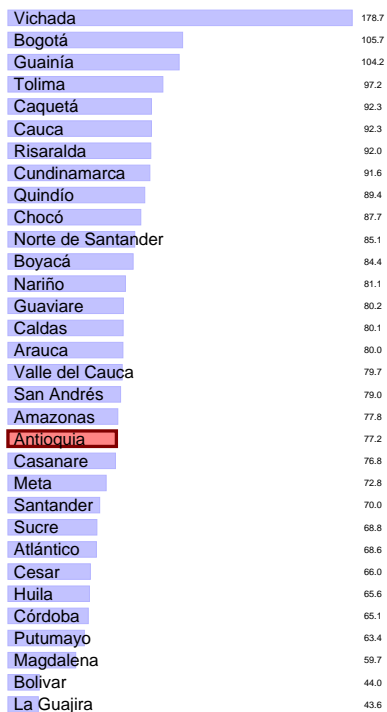 Vichada 178.7
Bogotá 105.7
Guainía 104.2
Tolima 97.2
Caquetá 92.3
Cauca 92.3
Risaralda 92.0
Cundinamarca 91.6
Quindío 89.4
Chocó 87.7
Norte de Santander 85.1
Boyacá 84.4
Nariño 81.1
Guaviare 80.2
Caldas 80.1
Arauca 80.0
Valle del Cauca 79.7
San Andrés 79.0
Amazonas 77.8
Antioquia 77.2
Casanare 76.8
Meta 72.8
Santander 70.0
Sucre 68.8
Atlántico 68.6
Cesar 66.0
Huila 65.6
Córdoba 65.1
Putumayo 63.4
Magdalena 59.7
Bolivar 44.0
La Guajira 43.6